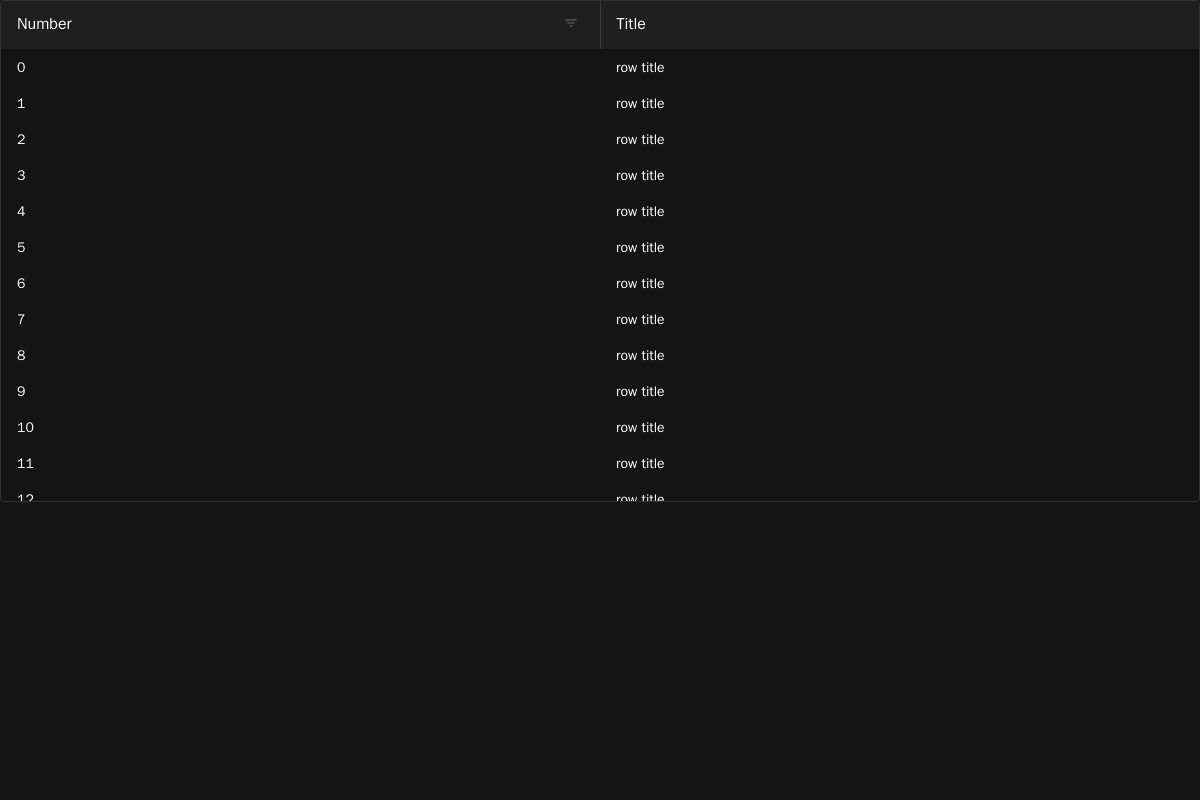 Number Title
0 row title
1 row title
2 row title
3 row title
4 row title
5 row title
6 row title
7 row title
8 row title
9 row title
10 row title
11 row title
12 row title